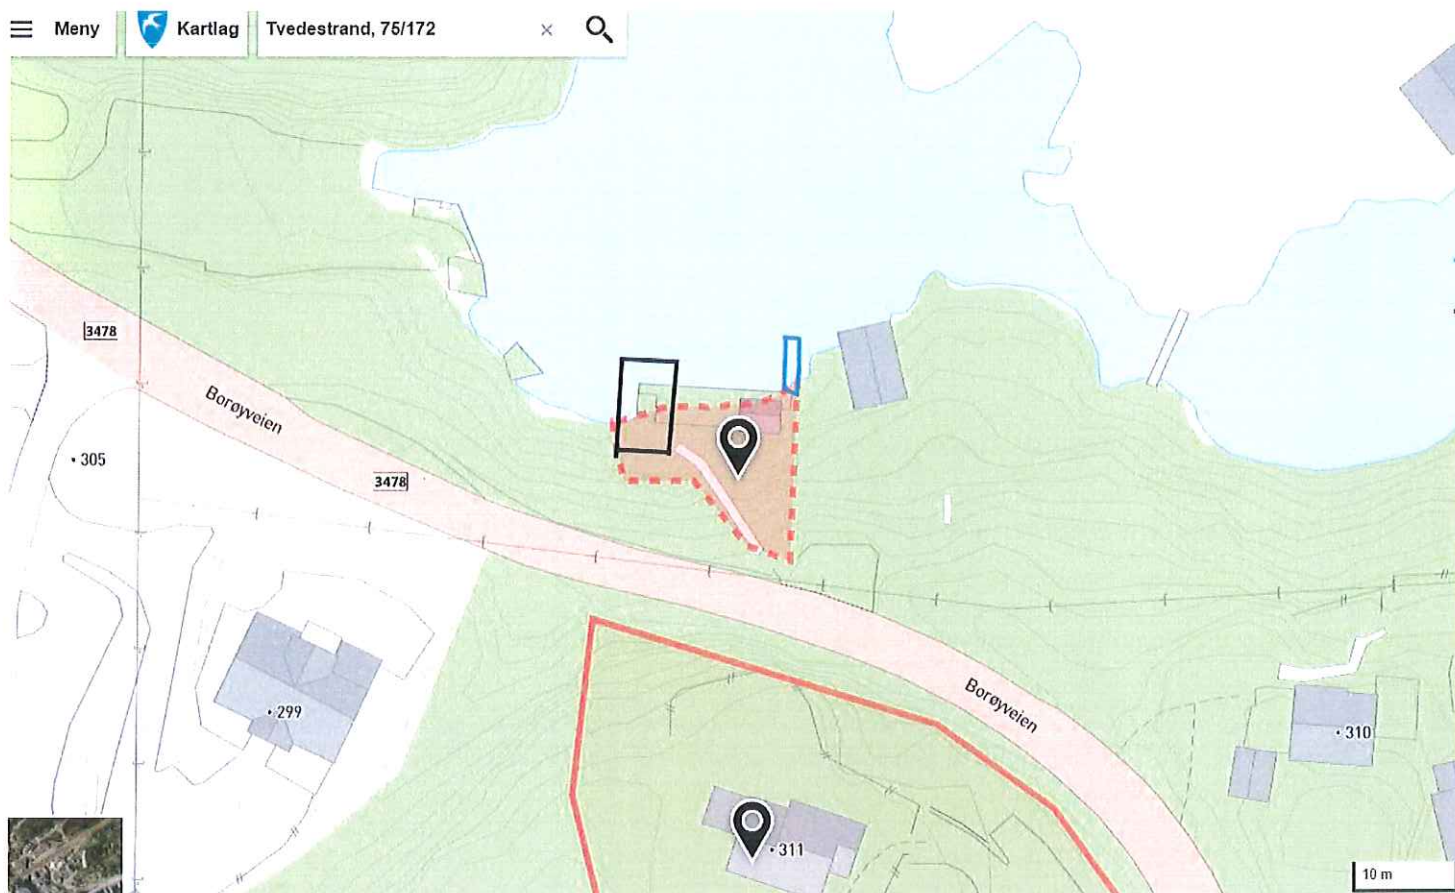 Meny
Kartlag
Tvedestrand, 75/172
×
3478
Borøyveien
305
3478
299
Borøyveien
310
311
10 m